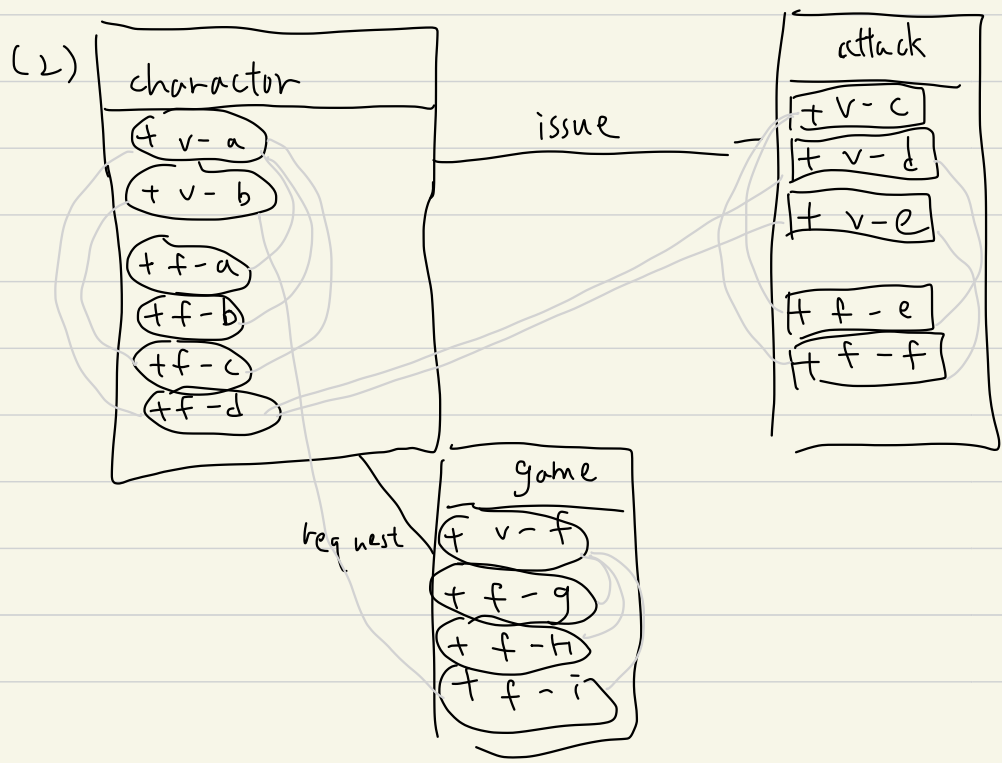 (2)
charactor
+ v-a
+ v-b
+ f-a
+ f-b
+ f-c
+ f-d
issue
attack
+ v-c
+ v-d
+ v-e
+ f-e
+ f-f
request
game
+ v-f
+ f-g
+ f-h
+ f-i